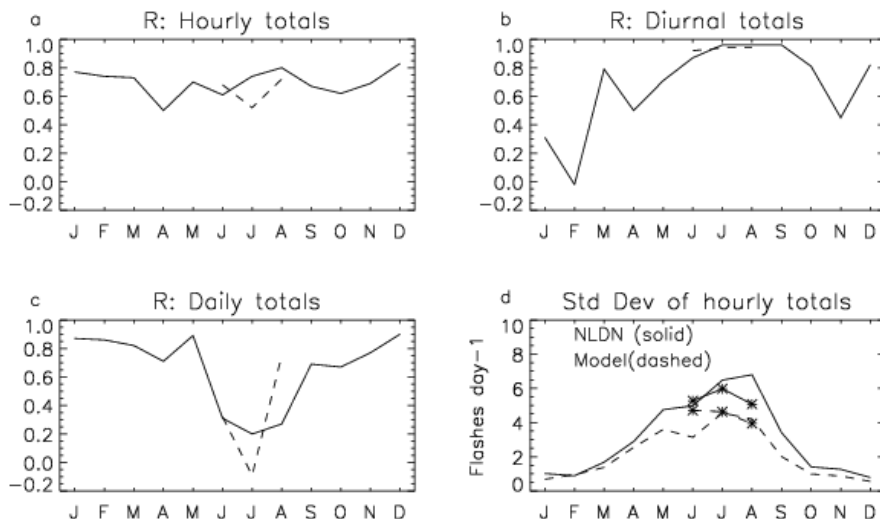 a R: Hourly totals
1.0
0.8
0.6
0.4
0.2
0.0
-0.2
J F M A M J J A S O N D
b R: Diurnal totals
1.0
0.8
0.6
0.4
0.2
0.0
-0.2
J F M A M J J A S O N D
c R: Daily totals
1.0
0.8
0.6
0.4
0.2
0.0
-0.2
J F M A M J J A S O N D
d Std Dev of hourly totals
Flashes day-1
10
8
6
4
2
0
NLDN (solid)
Model(dashed)
J F M A M J J A S O N D